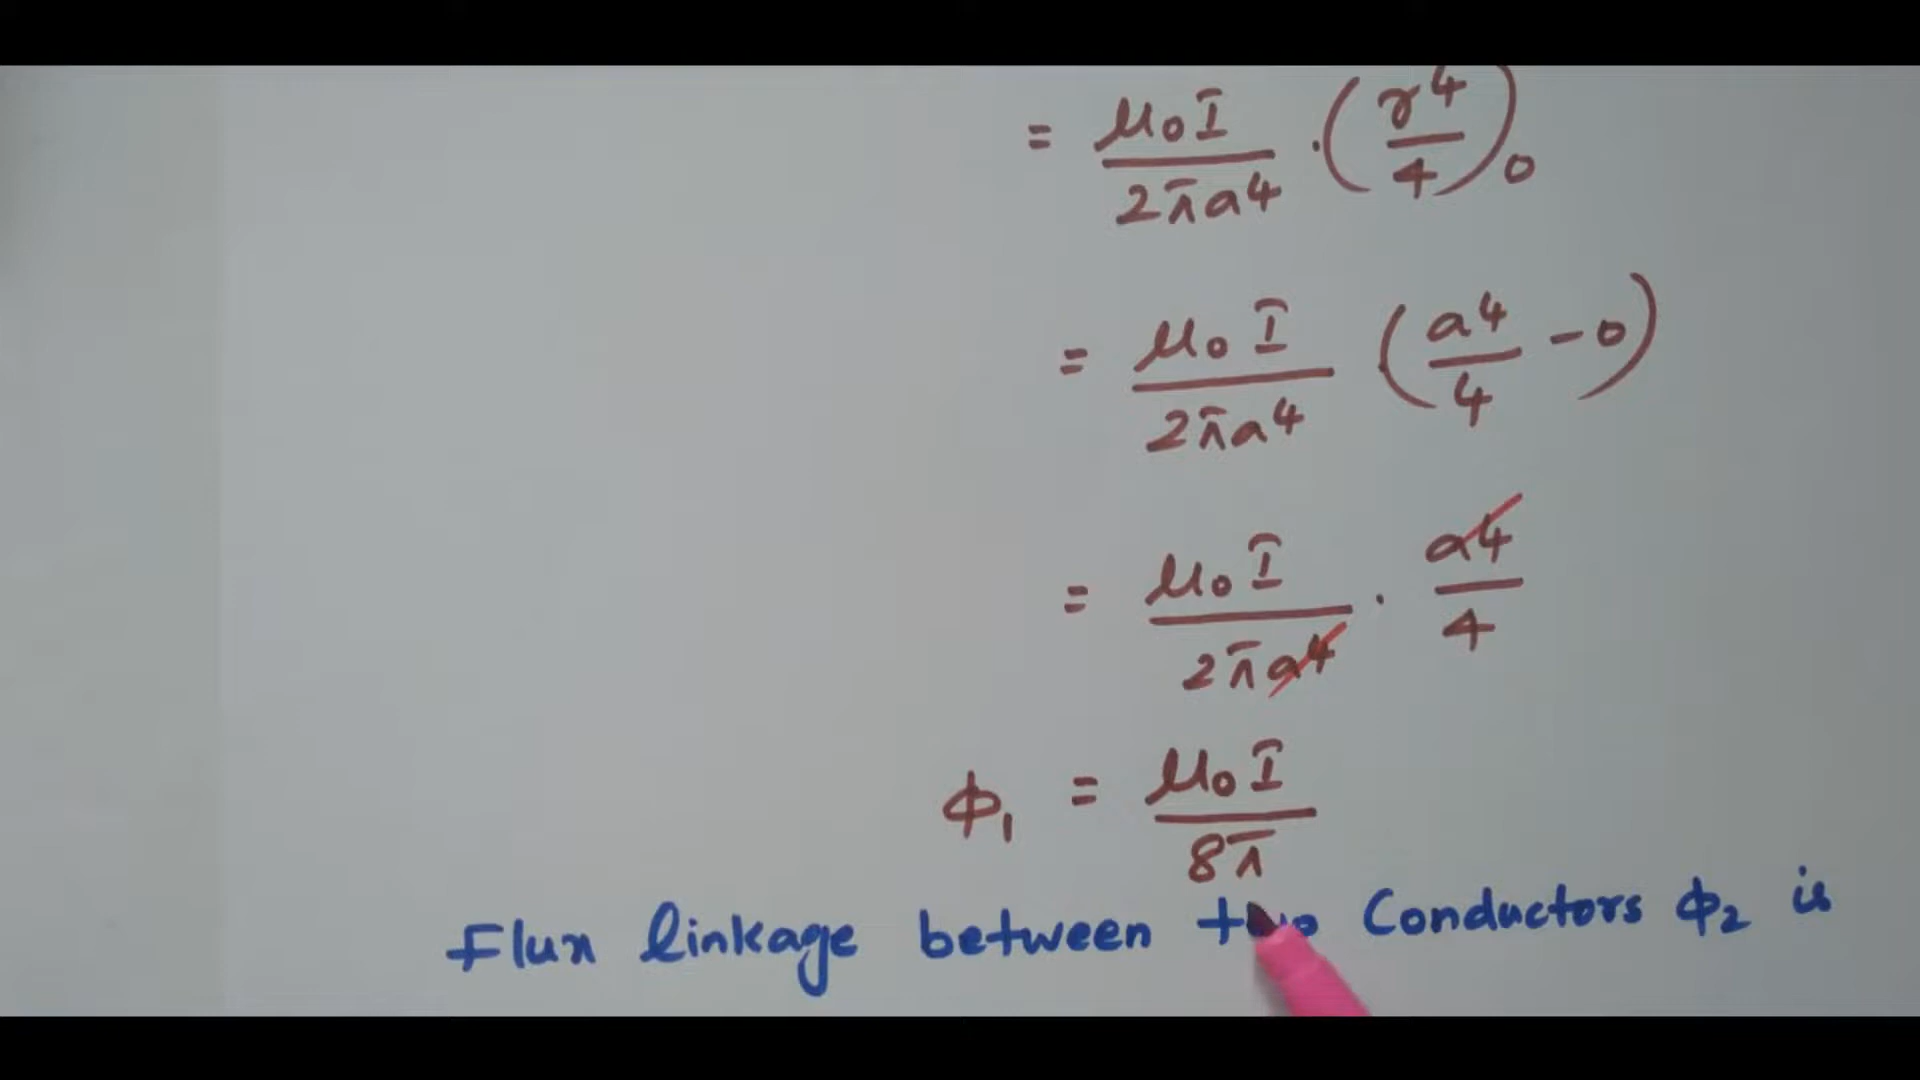 = μ₀I / 2πa⁴ · (r⁴ / 4)₀
= μ₀I / 2πa⁴ (a⁴ / 4 - 0)
= μ₀I / 2πa⁴ · a⁴ / 4
φ₁ = μ₀I / 8π
Flux linkage between two Conductors φ₂ is